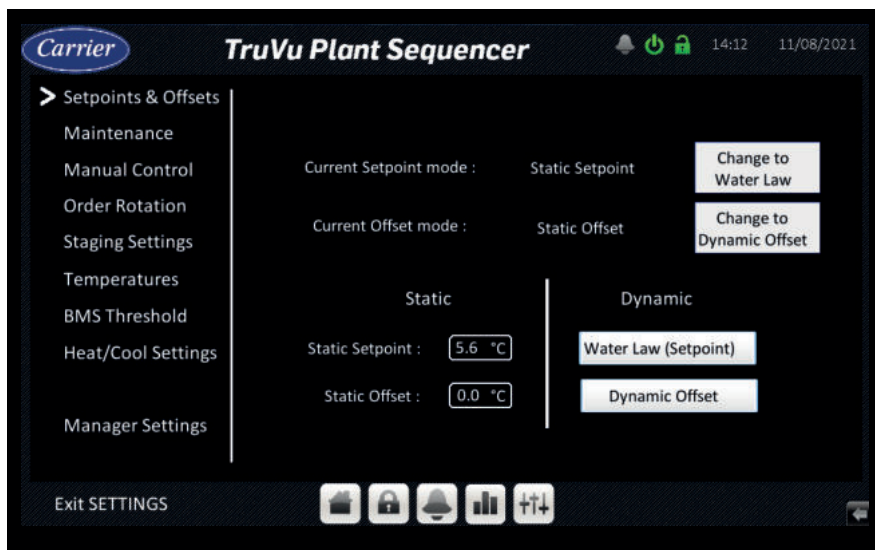 Carrier
TruVu Plant Sequencer
14:12 11/08/2021
Setpoints & Offsets
Maintenance
Manual Control
Order Rotation
Staging Settings
Temperatures
BMS Threshold
Heat/Cool Settings
Manager Settings
Exit SETTINGS
Current Setpoint mode : Static Setpoint
Change to
Water Law
Current Offset mode : Static Offset
Change to
Dynamic Offset
Static
Static Setpoint : 5.6 °C
Static Offset : 0.0 °C
Dynamic
Water Law (Setpoint)
Dynamic Offset